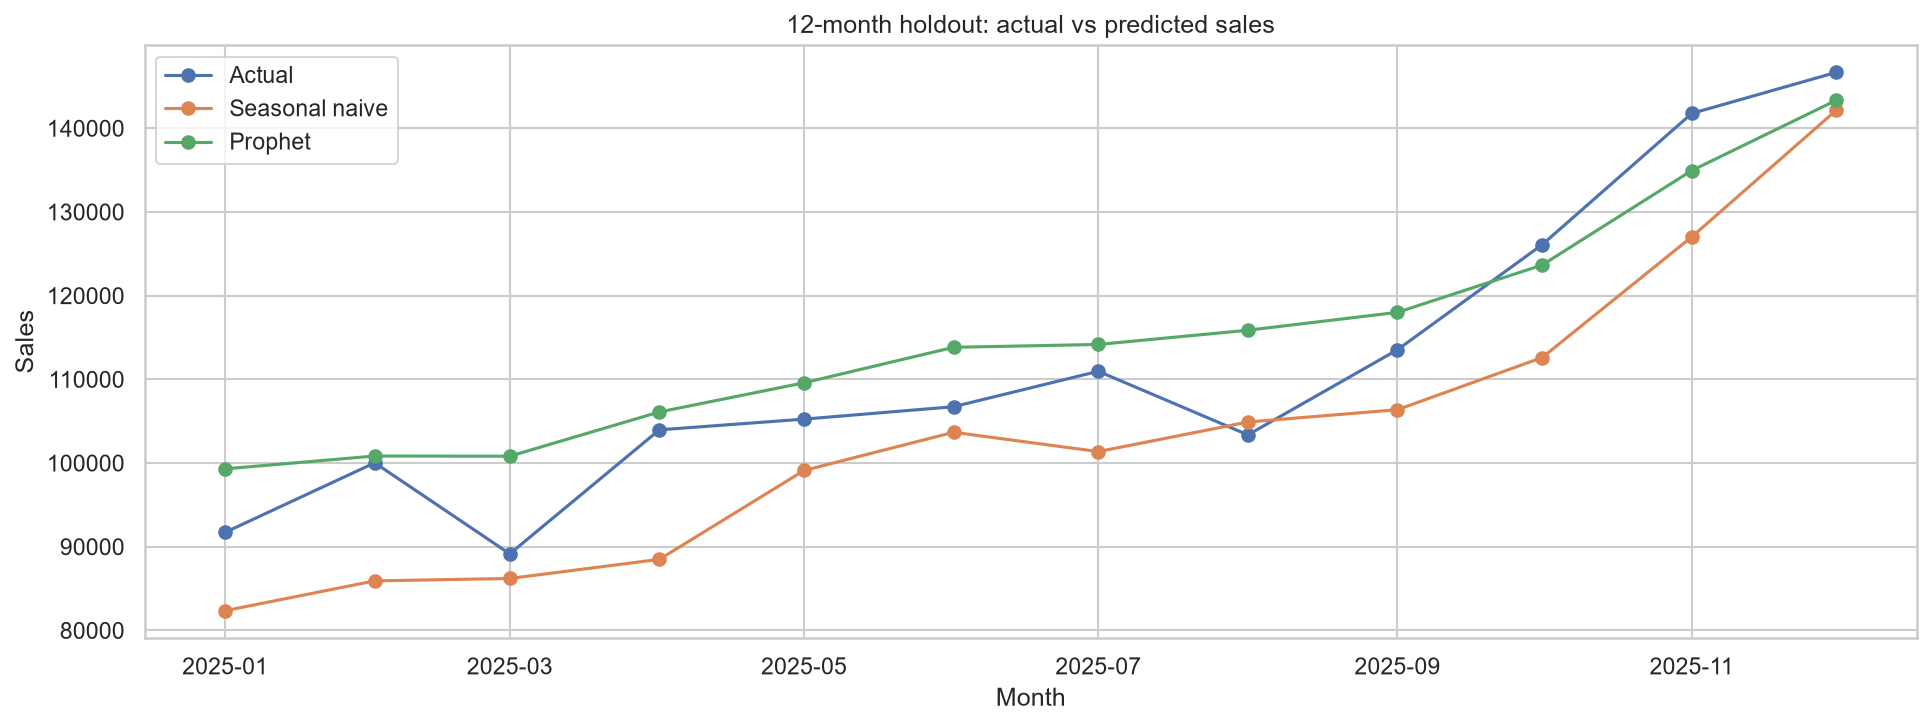 12-month holdout: actual vs predicted sales
Actual
Seasonal naive
Prophet
140000
130000
120000
110000
100000
90000
80000
Sales
2025-01 2025-03 2025-05 2025-07 2025-09 2025-11
Month